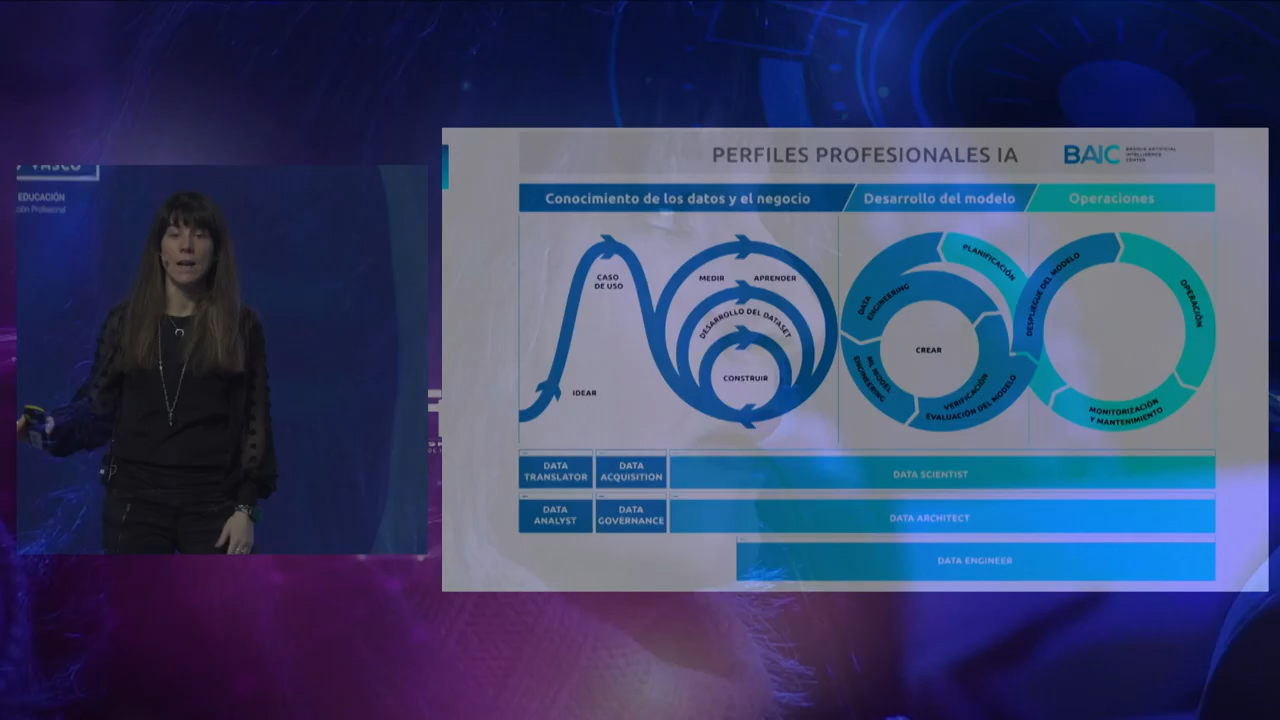 VASCO
EDUCACIÓN
ción Profesional
PERFILES PROFESIONALES IA
BAIC
BASQUE ARTIFICIAL
INTELLIGENCE
CENTER
Conocimiento de los datos y el negocio
Desarrollo del modelo
Operaciones
IDEAR
CASO
DE USO
MEDIR
APRENDER
DESARROLLO DEL DATASET
CONSTRUIR
DATA
ENGINEERING
PLANIFICACIÓN
CREAR
ML MODEL
ENGINEERING
VERIFICACIÓN
EVALUACIÓN DEL MODELO
DESPLIEGUE DEL MODELO
OPERACIÓN
MONITORIZACIÓN
Y MANTENIMIENTO
DATA
TRANSLATOR
DATA
ACQUISITION
DATA SCIENTIST
DATA
ANALYST
DATA
GOVERNANCE
DATA ARCHITECT
DATA ENGINEER